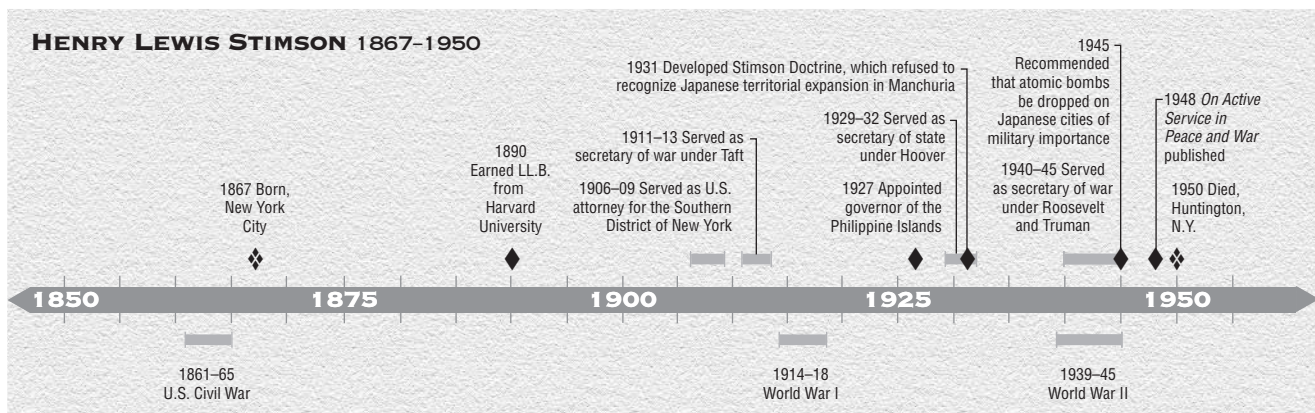 HENRY LEWIS STIMSON 1867–1950
1867 Born,
New York
City
1890
Earned LL.B.
from
Harvard
University
1906–09 Served as U.S.
attorney for the Southern
District of New York
1911–13 Served as
secretary of war under Taft
1927 Appointed
governor of the
Philippine Islands
1929–32 Served as
secretary of state
under Hoover
1931 Developed Stimson Doctrine, which refused to
recognize Japanese territorial expansion in Manchuria
1940–45 Served
as secretary of war
under Roosevelt
and Truman
1945
Recommended
that atomic bombs
be dropped on
Japanese cities of
military importance
1948 On Active
Service in
Peace and War
published
1950 Died,
Huntington,
N.Y.
1850
1875
1900
1925
1950
1861–65
U.S. Civil War
1914–18
World War I
1939–45
World War II